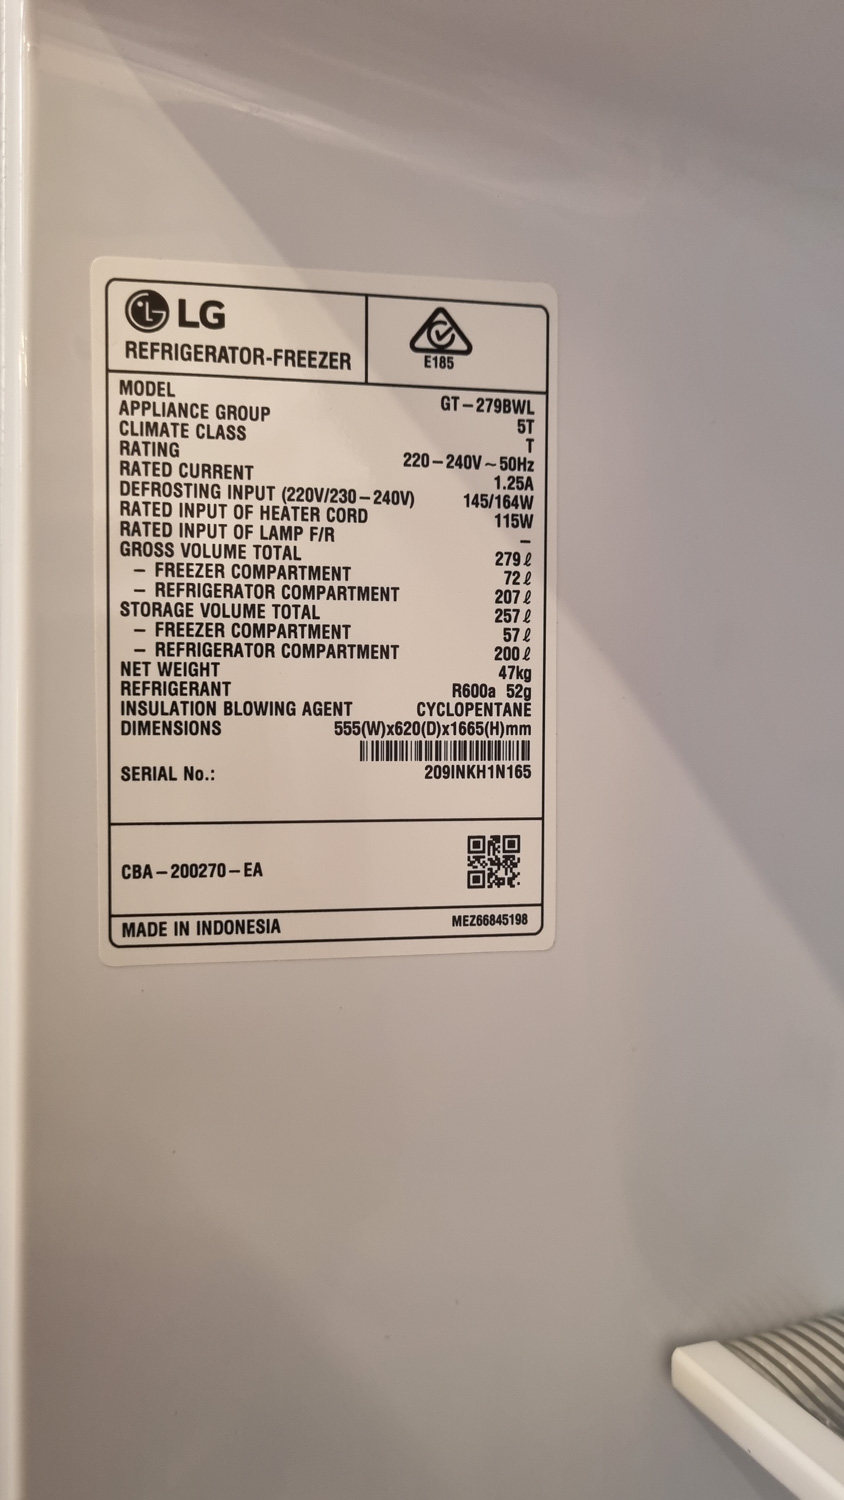 LG
REFRIGERATOR-FREEZER
E185
MODEL GT-279BWL
APPLIANCE GROUP 5T
CLIMATE CLASS T
RATING 220-240V~50Hz
RATED CURRENT 1.25A
DEFROSTING INPUT (220V/230-240V) 145/164W
RATED INPUT OF HEATER CORD 115W
RATED INPUT OF LAMP F/R –
GROSS VOLUME TOTAL 279ℓ
– FREEZER COMPARTMENT 72ℓ
– REFRIGERATOR COMPARTMENT 207ℓ
STORAGE VOLUME TOTAL 257ℓ
– FREEZER COMPARTMENT 57ℓ
– REFRIGERATOR COMPARTMENT 200ℓ
NET WEIGHT 47kg
REFRIGERANT R600a 52g
INSULATION BLOWING AGENT CYCLOPENTANE
DIMENSIONS 555(W)x620(D)x1665(H)mm
SERIAL No.: 209INKH1N165
CBA-200270-EA
MADE IN INDONESIA MEZ66845198